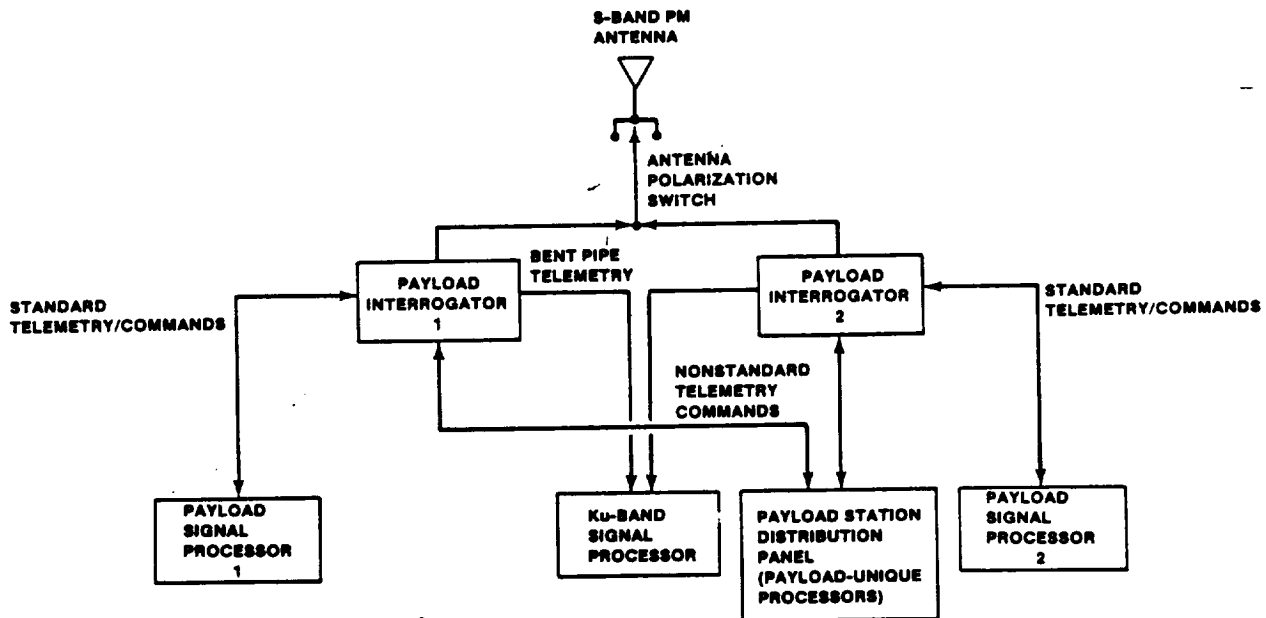 S-BAND PM
ANTENNA
ANTENNA
POLARIZATION
SWITCH
BENT PIPE
TELEMETRY
PAYLOAD
INTERROGATOR
1
PAYLOAD
INTERROGATOR
2
STANDARD
TELEMETRY/COMMANDS
STANDARD
TELEMETRY/COMMANDS
NONSTANDARD
TELEMETRY
COMMANDS
PAYLOAD
SIGNAL
PROCESSOR
1
Ku-BAND
SIGNAL
PROCESSOR
PAYLOAD STATION
DISTRIBUTION
PANEL
(PAYLOAD-UNIQUE
PROCESSORS)
PAYLOAD
SIGNAL
PROCESSOR
2